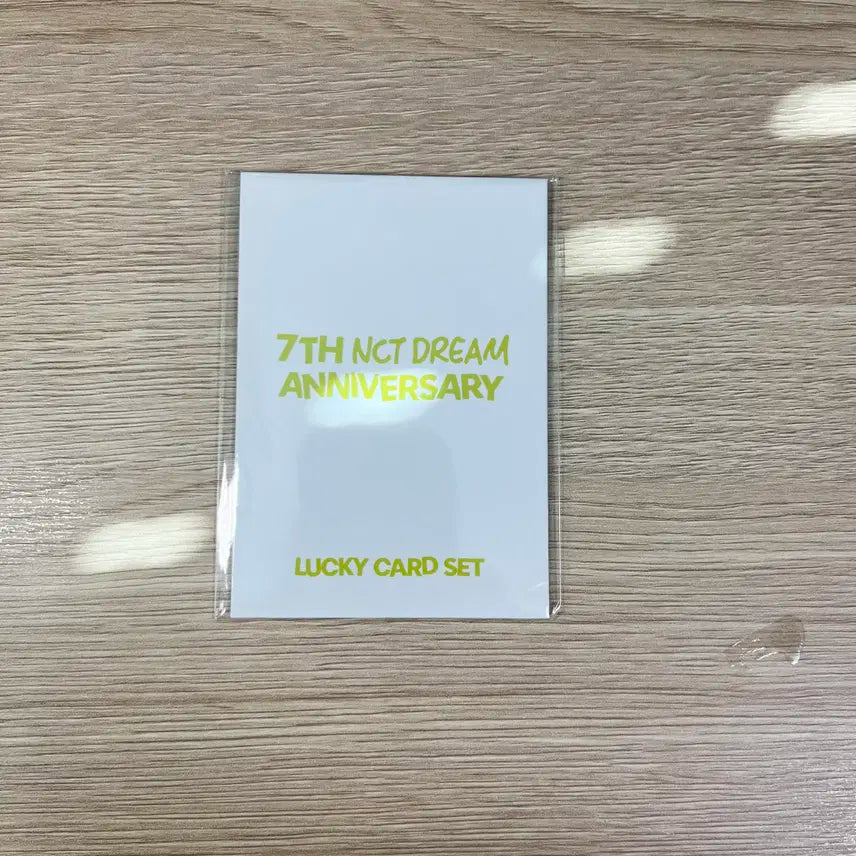 7TH NCT DREAM
ANNIVERSARY
LUCKY CARD SET